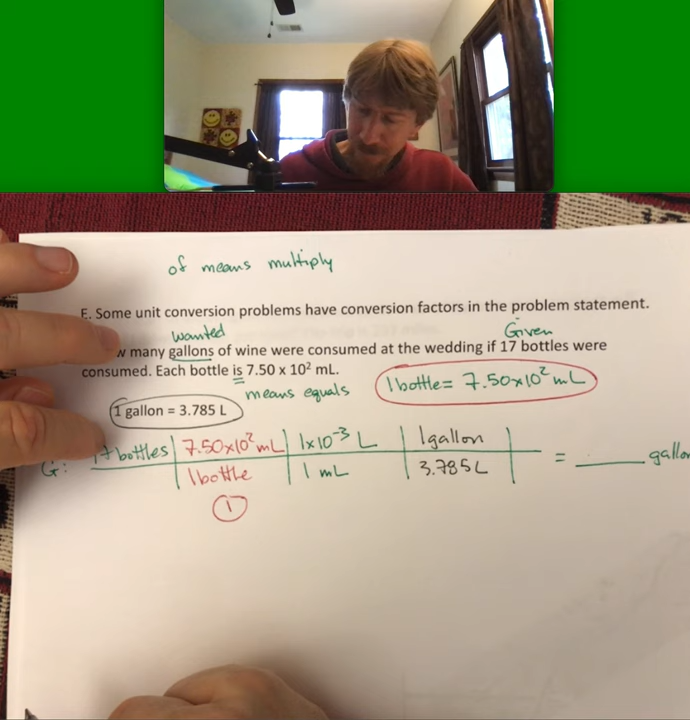 of means multiply
E. Some unit conversion problems have conversion factors in the problem statement.
wanted Given
many gallons of wine were consumed at the wedding if 17 bottles were
consumed. Each bottle is 7.50 x 10² mL.
means equals
1 bottle = 7.50x10² mL
1 gallon = 3.785 L
7 bottles 7.50x10² mL 1x10⁻³ L 1 gallon
G: 1 bottle 1 mL 3.785 L = ____ gallon
1